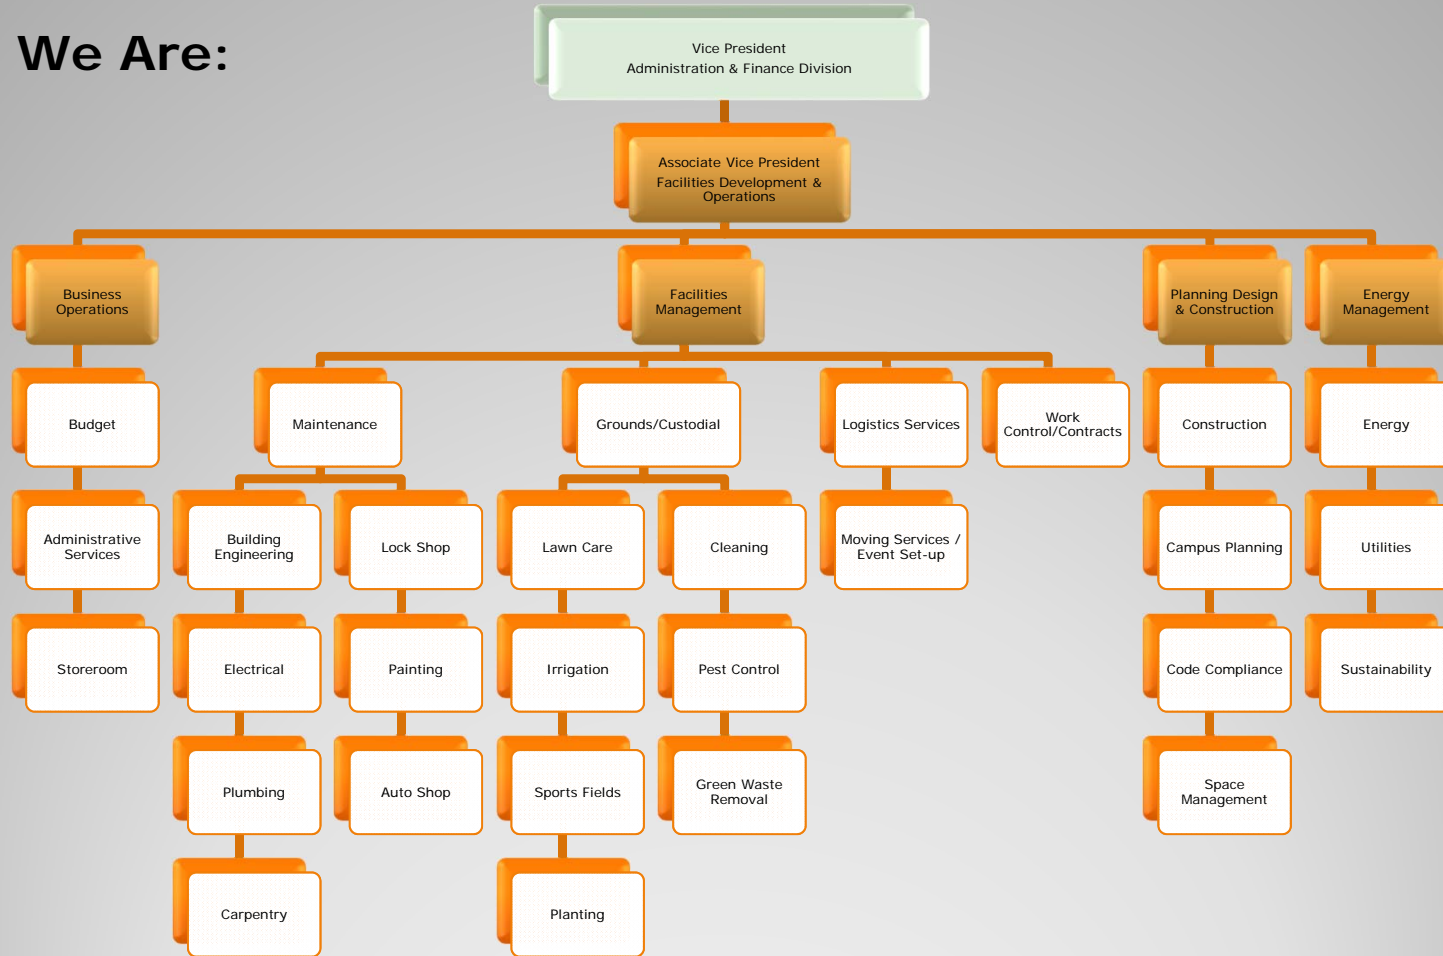 We Are:
Vice President
Administration & Finance Division
Associate Vice President
Facilities Development &
Operations
Business
Operations
Facilities
Management
Planning Design
& Construction
Energy
Management
Budget
Maintenance
Grounds/Custodial
Logistics Services
Work
Control/Contracts
Construction
Energy
Administrative
Services
Building
Engineering
Lock Shop
Lawn Care
Cleaning
Moving Services /
Event Set-up
Campus Planning
Utilities
Storeroom
Electrical
Painting
Irrigation
Pest Control
Code Compliance
Sustainability
Plumbing
Auto Shop
Sports Fields
Green Waste
Removal
Space
Management
Carpentry
Planting